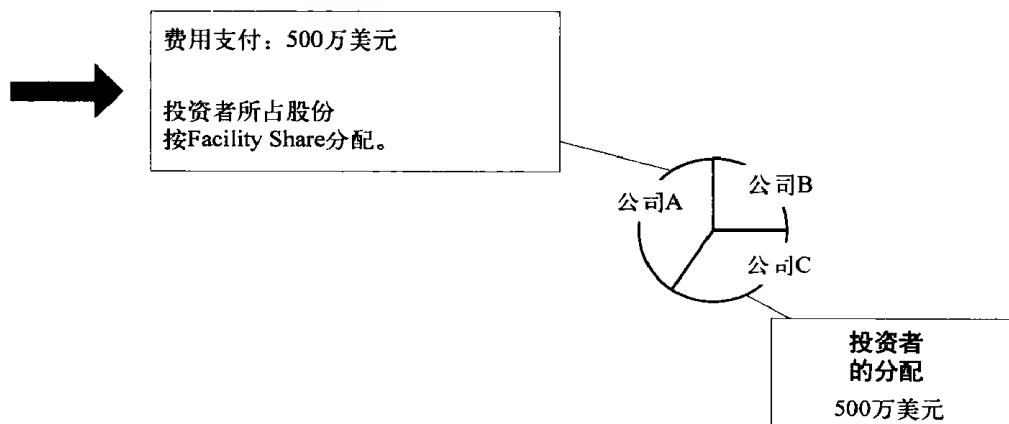 费用支付：500万美元
投资者所占股份
按Facility Share分配。
公司A
公司B
公司C
投资者
的分配
500万美元